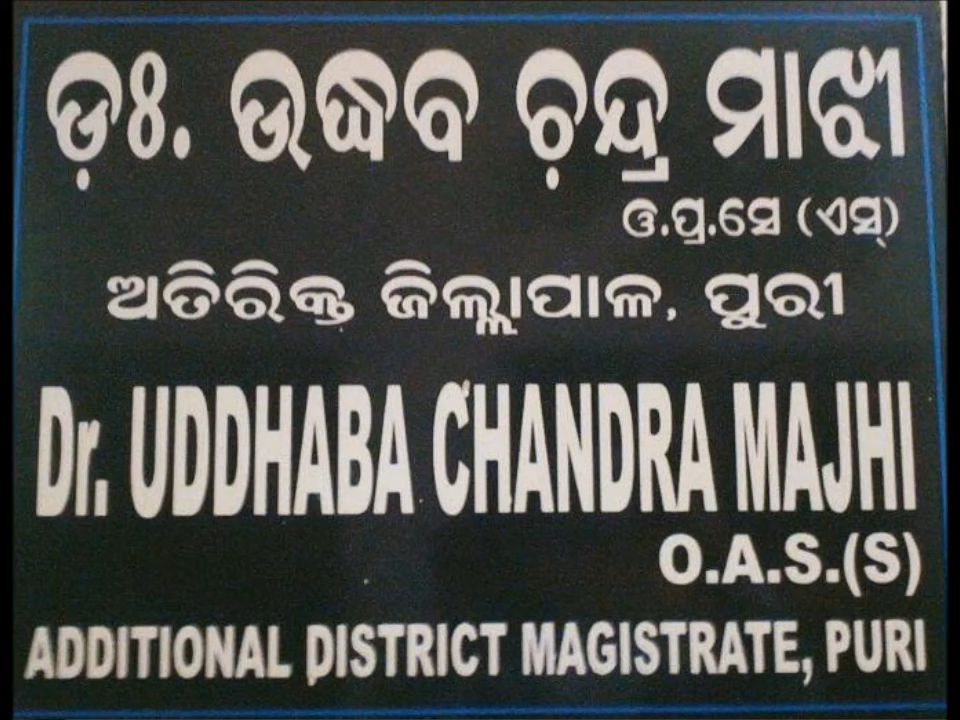 ଡ଼ଃ. ଉଦ୍ଧବ ଚ଼ନ୍ଦ୍ର ମାଝୀ
ଓ.ପ୍ର.ସେ (ଏସ୍)
ଅତିରିକ୍ତ ଜିଲ୍ଲାପାଳ, ପୁରୀ
Dr. UDDHABA CHANDRA MAJHI
O.A.S.(S)
ADDITIONAL DISTRICT MAGISTRATE, PURI